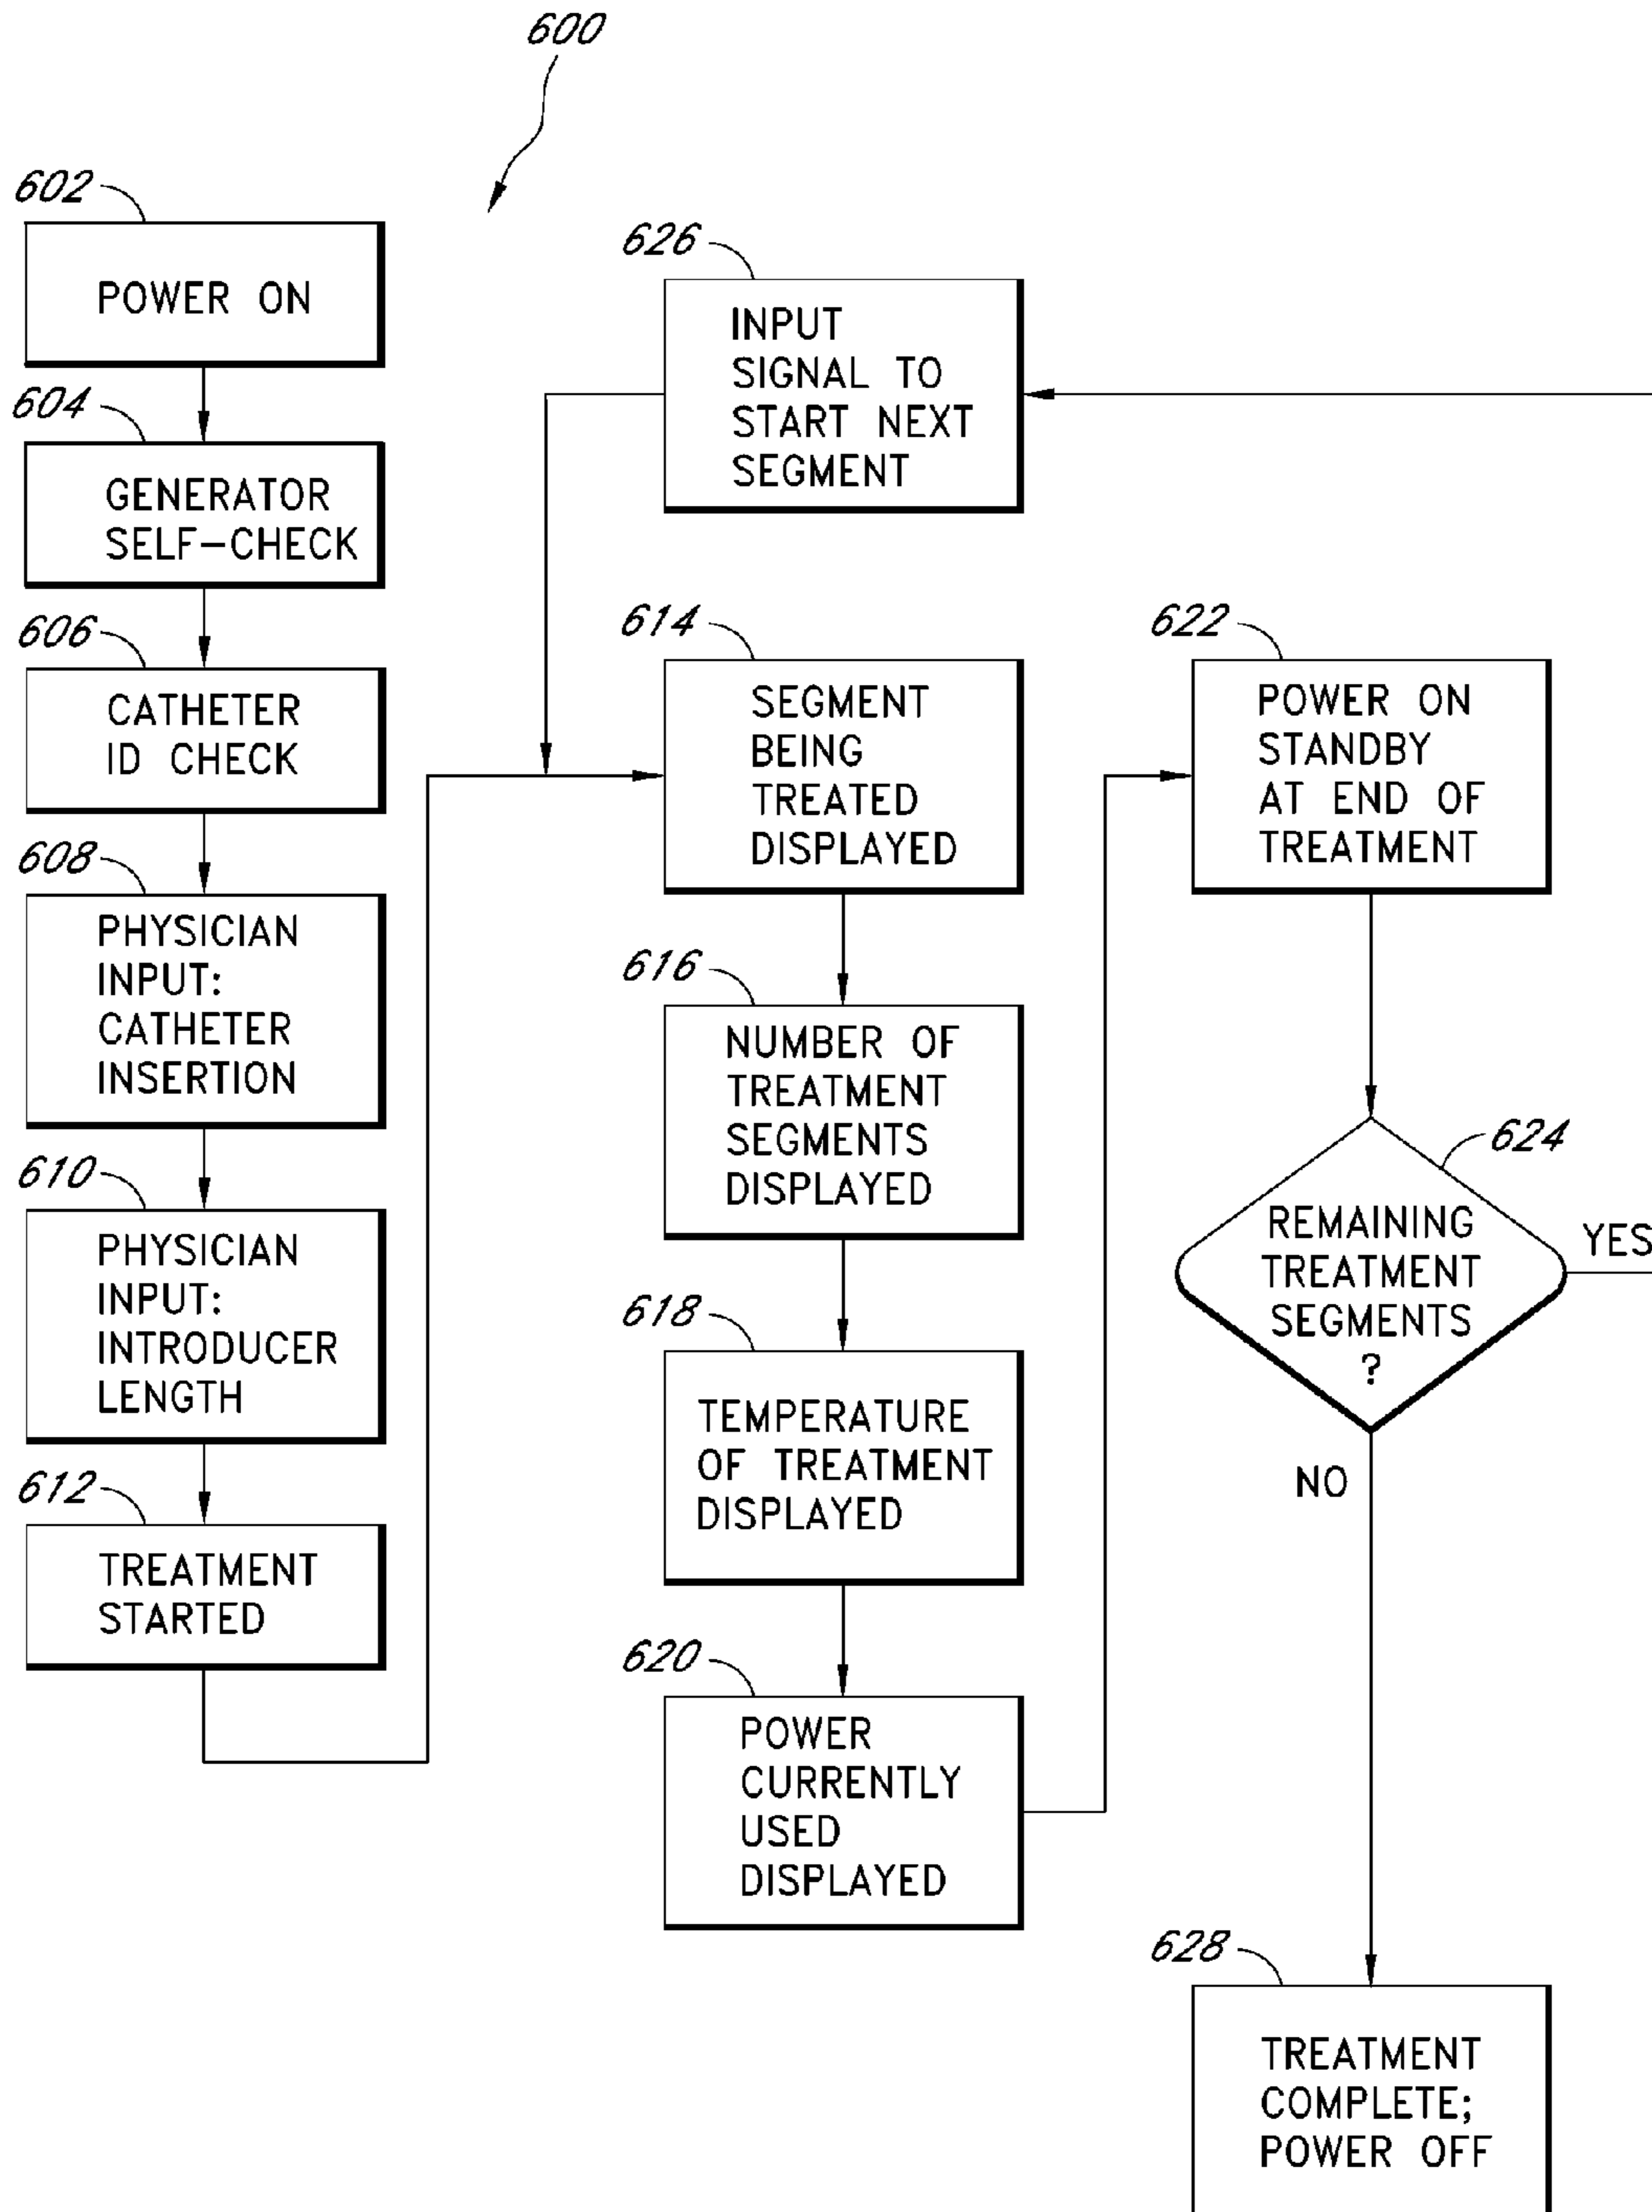 600
602
POWER ON
604
GENERATOR
SELF-CHECK
606
CATHETER
ID CHECK
608
PHYSICIAN
INPUT:
CATHETER
INSERTION
610
PHYSICIAN
INPUT:
INTRODUCER
LENGTH
612
TREATMENT
STARTED
626
INPUT
SIGNAL TO
START NEXT
SEGMENT
614
SEGMENT
BEING
TREATED
DISPLAYED
616
NUMBER OF
TREATMENT
SEGMENTS
DISPLAYED
618
TEMPERATURE
OF TREATMENT
DISPLAYED
620
POWER
CURRENTLY
USED
DISPLAYED
622
POWER ON
STANDBY
AT END OF
TREATMENT
624
REMAINING
TREATMENT
SEGMENTS
?
YES
NO
628
TREATMENT
COMPLETE;
POWER OFF